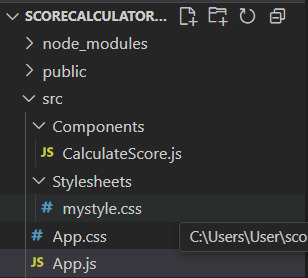 SCORECALCULATOR...
node_modules
public
src
Components
JS CalculateScore.js
Stylesheets
# mystyle.css
# App.css
C:\Users\User\sco
JS App.js